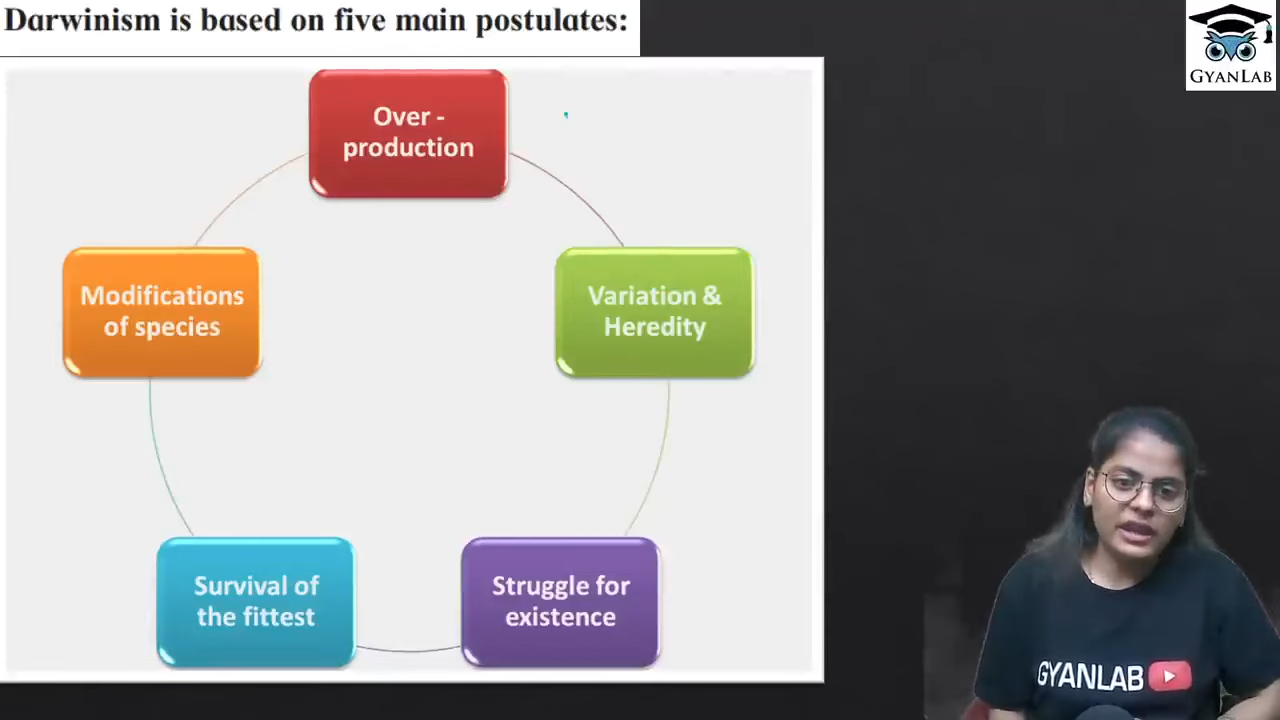 Darwinism is based on five main postulates:
GYANLAB
Over -
production
Variation &
Heredity
Struggle for
existence
Survival of
the fittest
Modifications
of species
GYANLAB